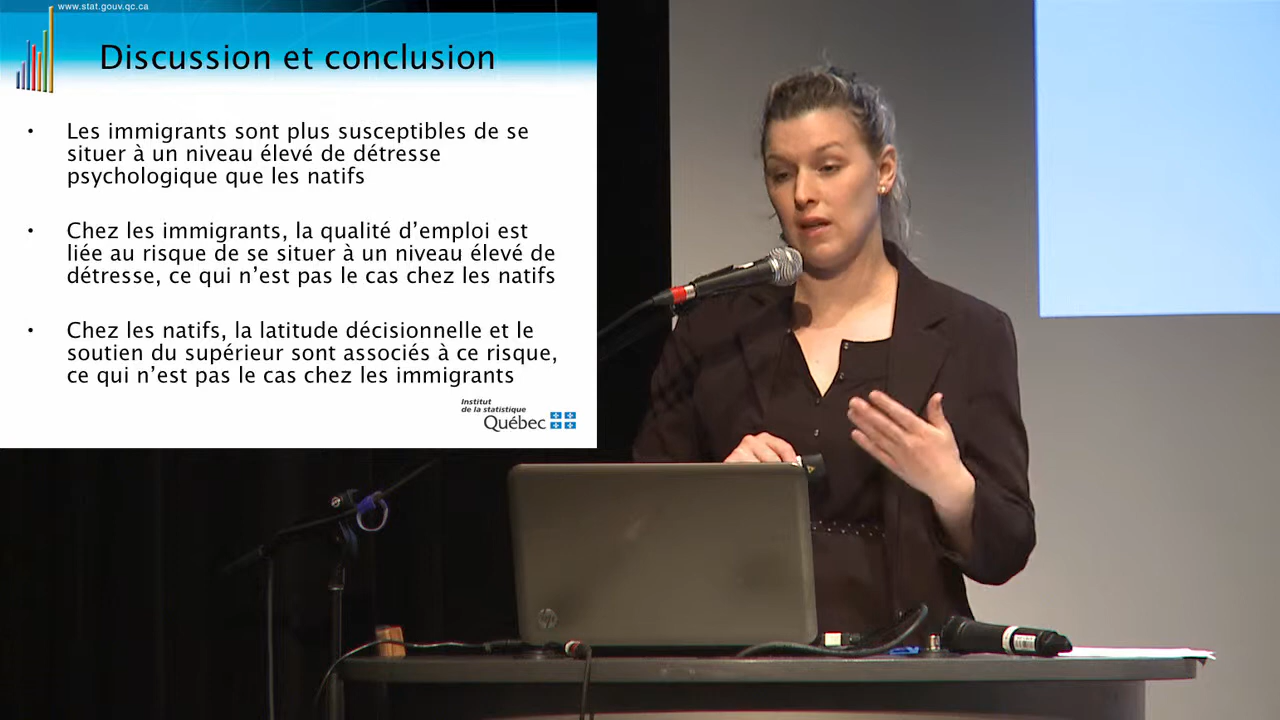 www.stat.gouv.qc.ca
Discussion et conclusion
• Les immigrants sont plus susceptibles de se
situer à un niveau élevé de détresse
psychologique que les natifs
• Chez les immigrants, la qualité d’emploi est
liée au risque de se situer à un niveau élevé de
détresse, ce qui n’est pas le cas chez les natifs
• Chez les natifs, la latitude décisionnelle et le
soutien du supérieur sont associés à ce risque,
ce qui n’est pas le cas chez les immigrants
Institut
de la statistique
Québec
hp